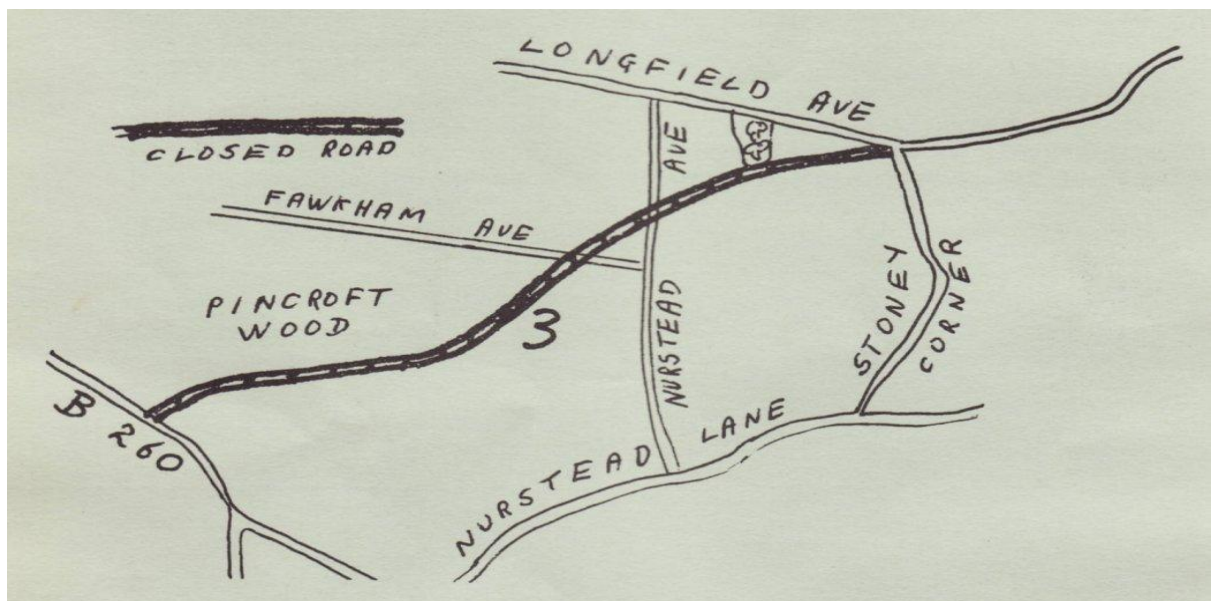 LONGFIELD AVE
CLOSED ROAD
FAWKHAM AVE
AVE
NURSTEAD
PINCROFT
WOOD
3
STONEY
CORNER
B 260
NURSTEAD LANE